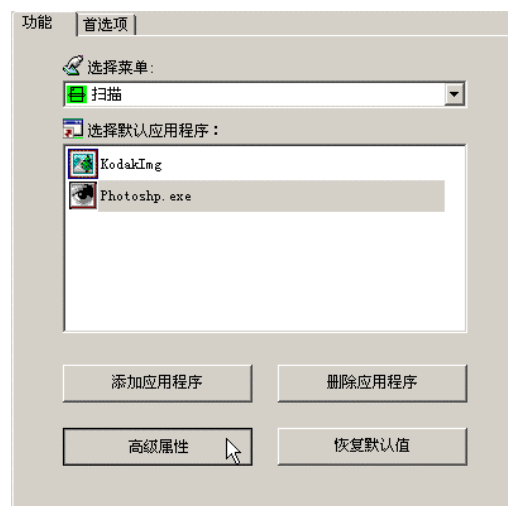 功能
首选项
选择菜单:
扫描
选择默认应用程序：
KodakImg
Photoshp.exe
添加应用程序
删除应用程序
高级属性
恢复默认值